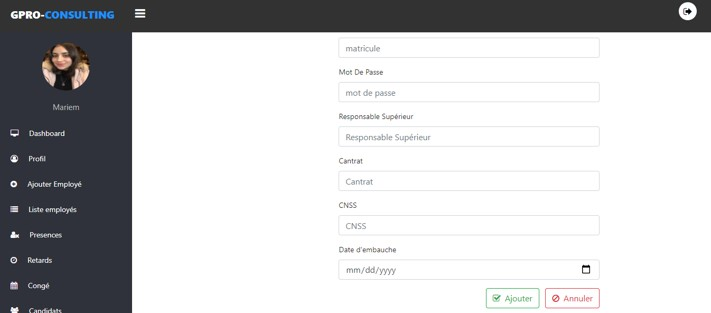 GPRO-CONSULTING
Mariem
Dashboard
Profil
Ajouter Employé
Liste employés
Presences
Retards
Congé
Candidats
matricule
Mot De Passe
mot de passe
Responsable Supérieur
Responsable Supérieur
Cantrat
Cantrat
CNSS
CNSS
Date d'embauche
mm/dd/yyyy
Ajouter
Annuler